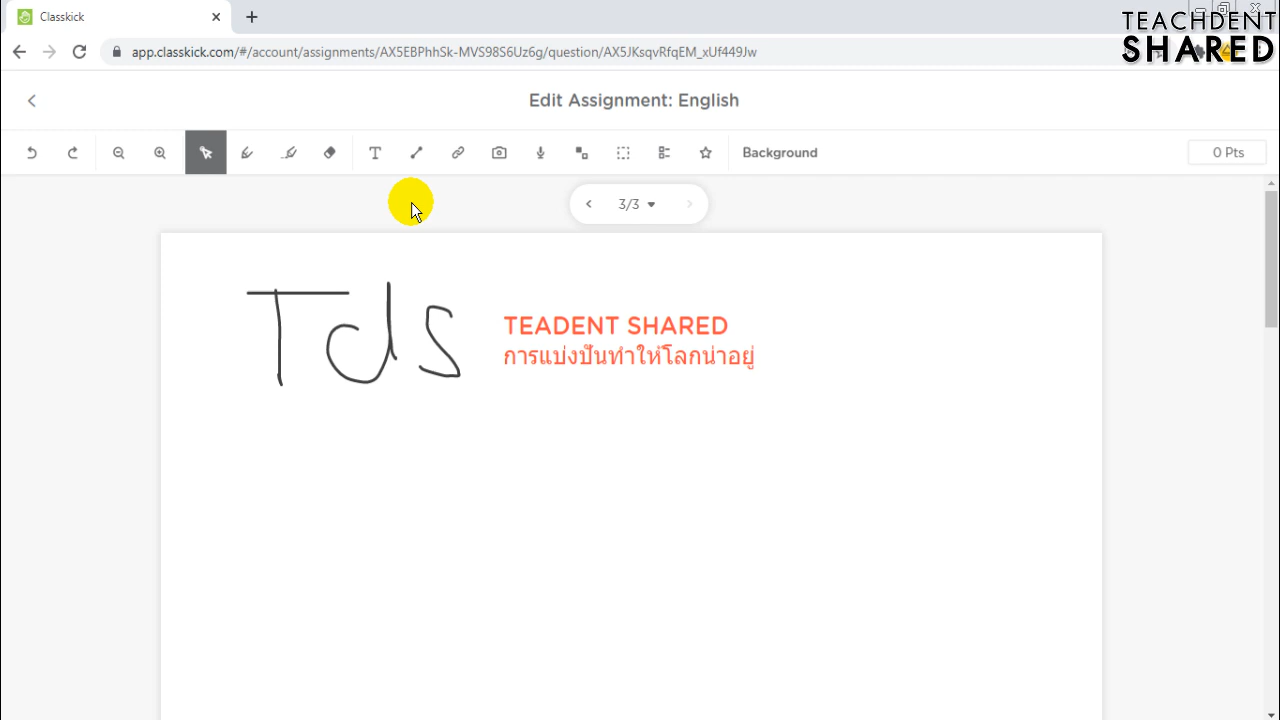 Classkick
TEACHDENT
SHARED
app.classkick.com/#/account/assignments/AX5EBPhhSk-MVS98S6Uz6g/question/AX5JKsqvRfqEM_xUf449Jw
Edit Assignment: English
T
Background
0 Pts
3/3
Tds
TEADENT SHARED
การแบ่งปันทำให้โลกน่าอยู่